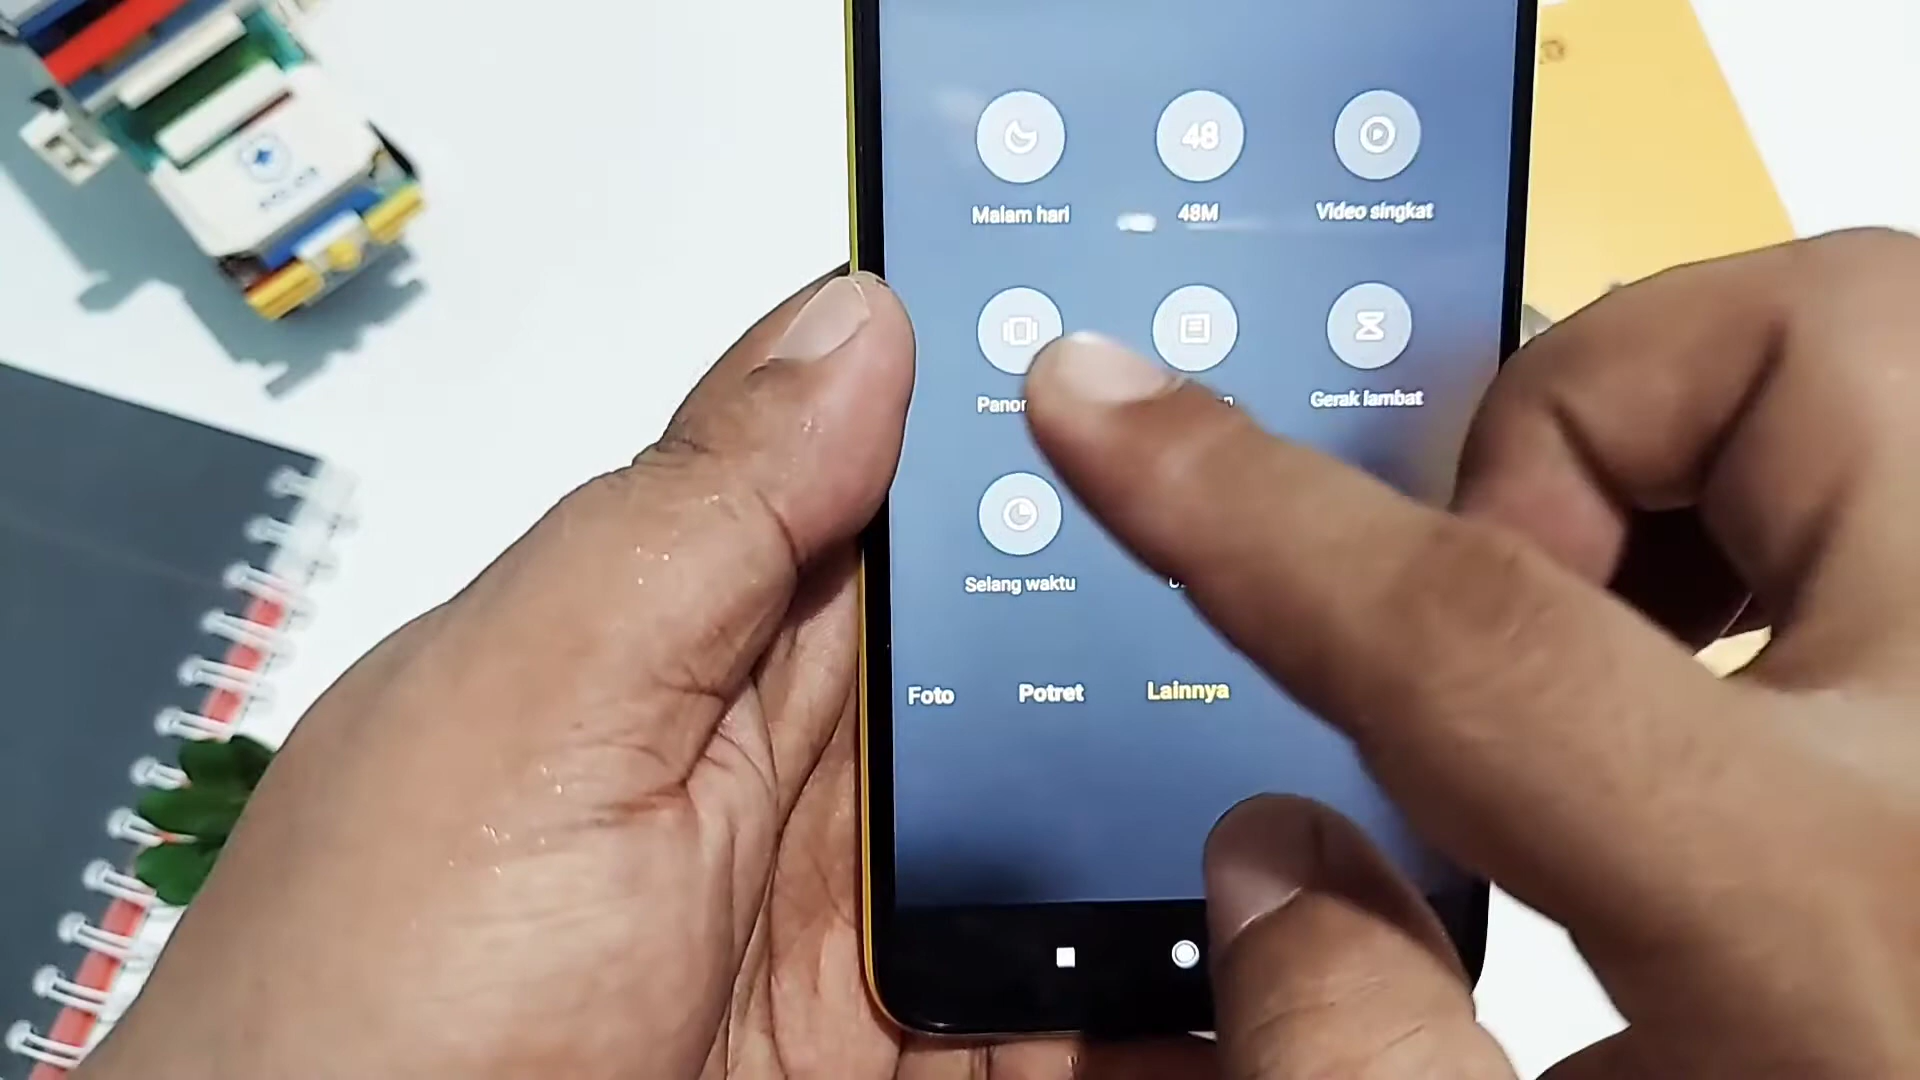 48
Malam hari
48M
Video singkat
Gerak lambat
Selang waktu
Foto
Potret
Lainnya